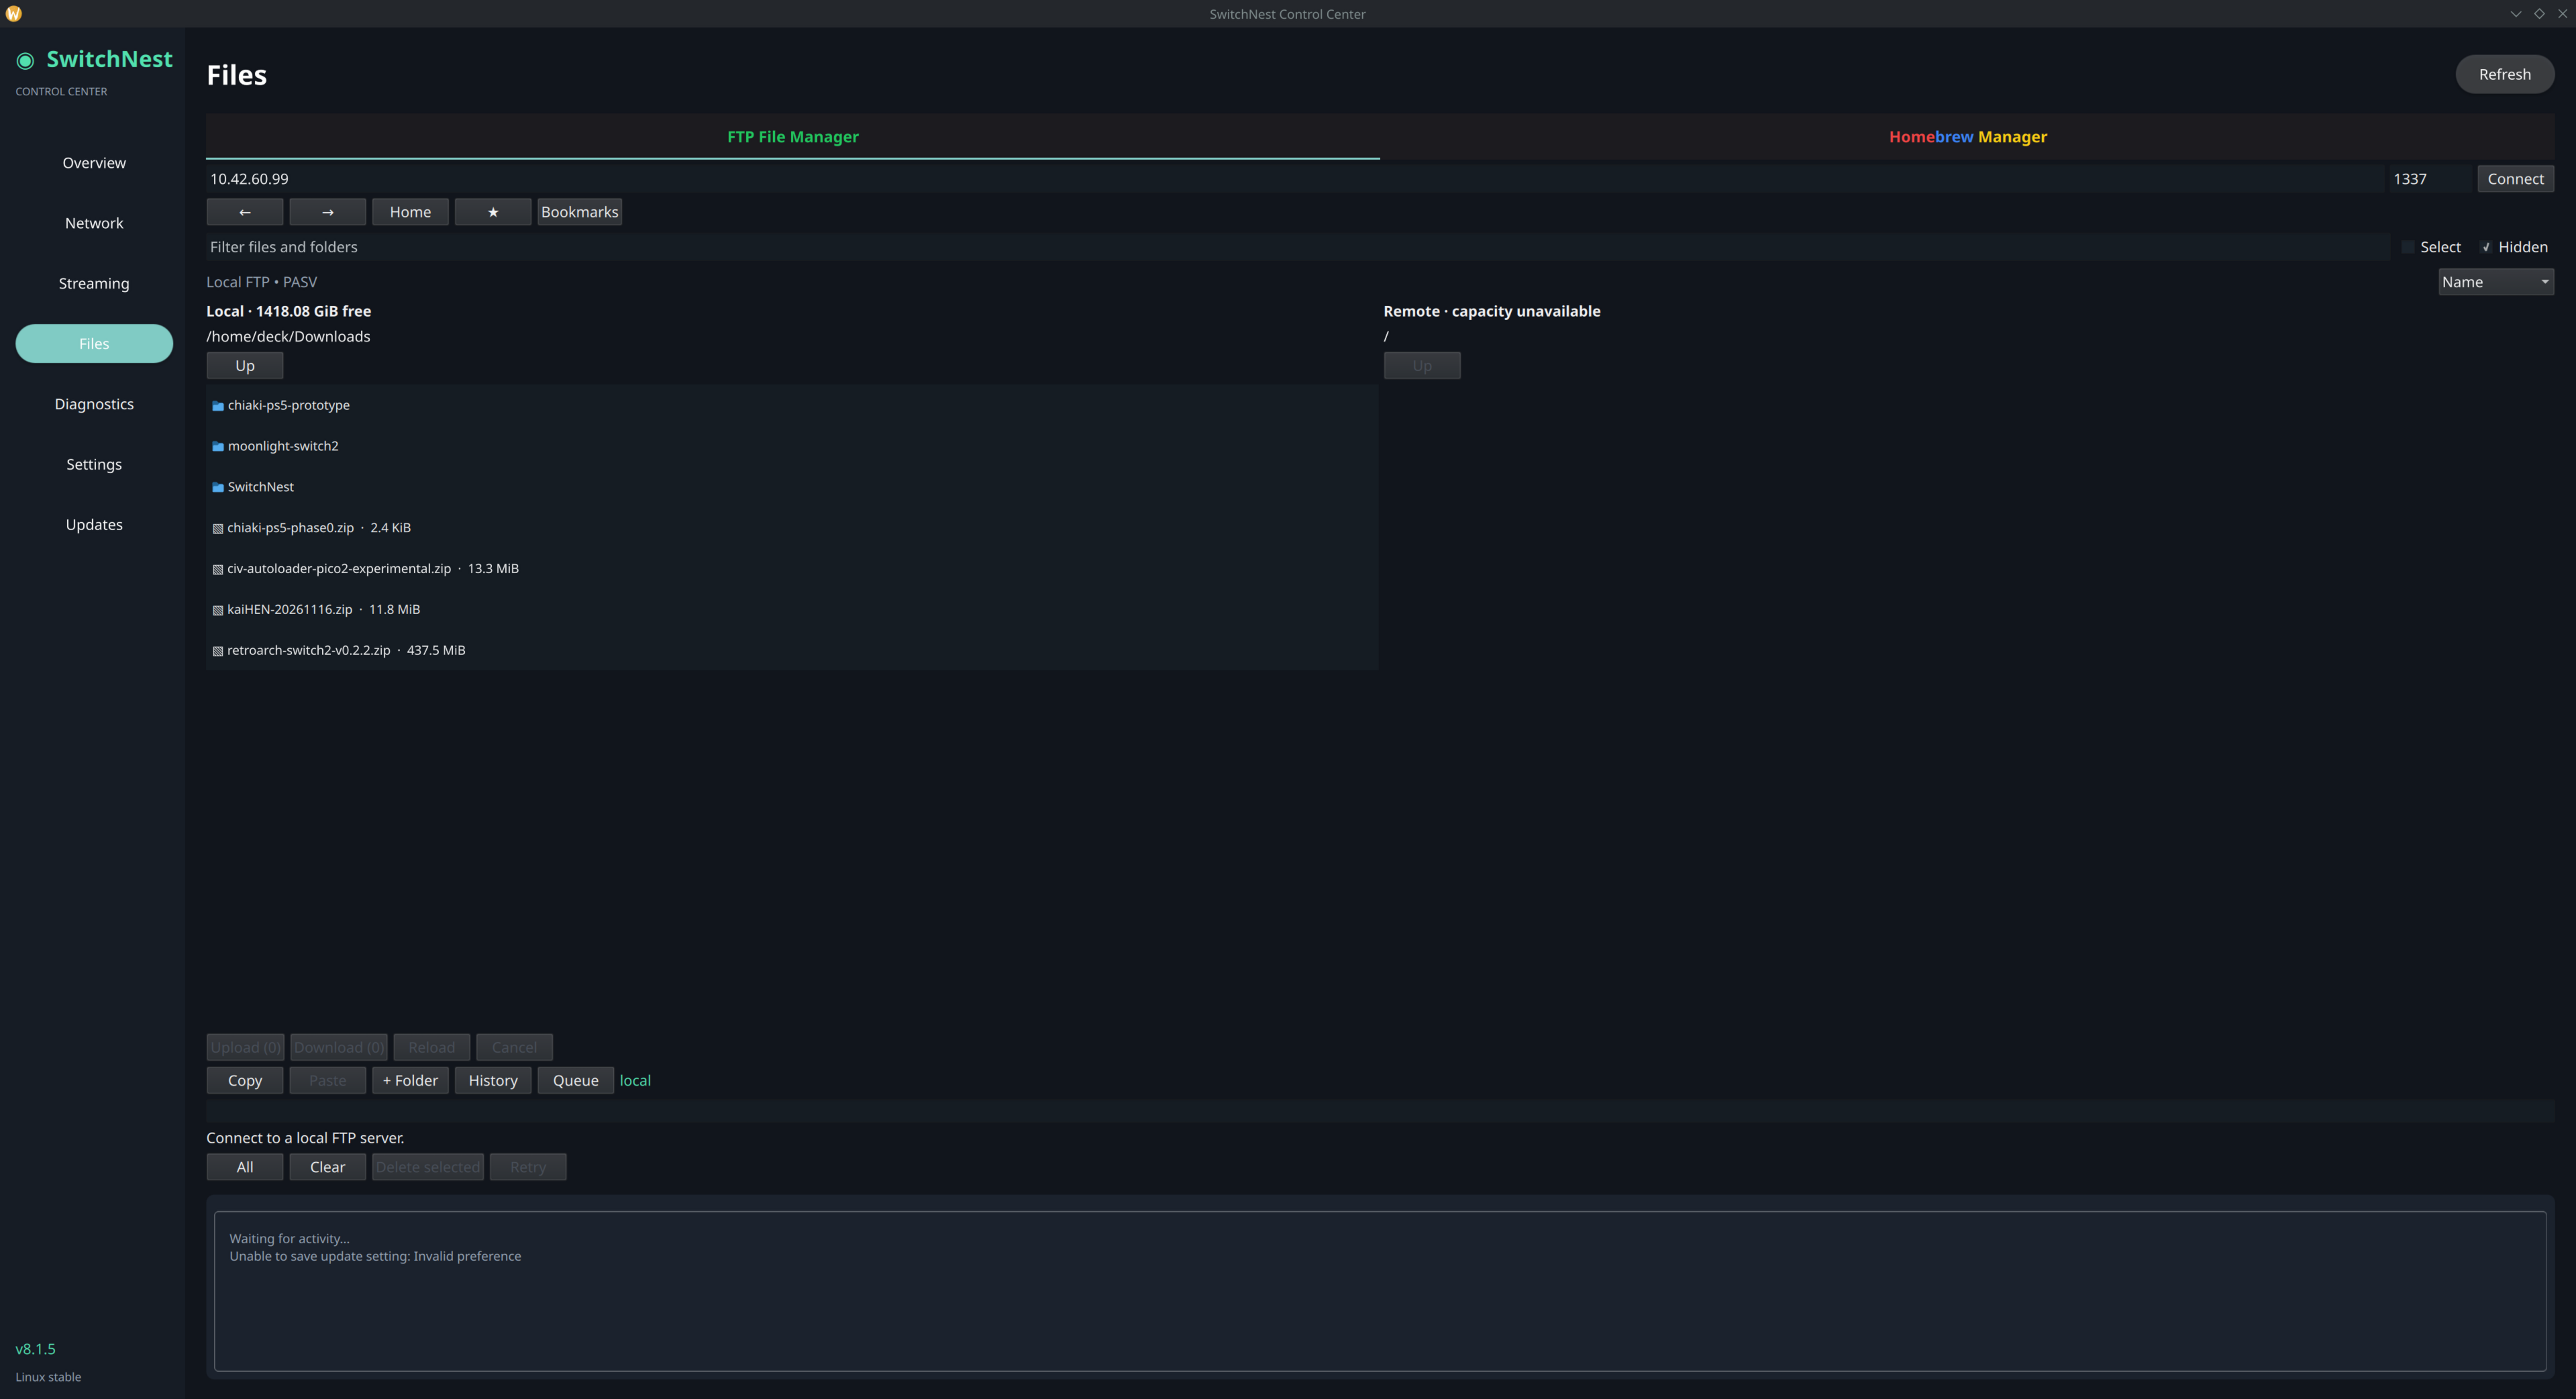 SwitchNest Control Center
SwitchNest
CONTROL CENTER
Overview
Network
Streaming
Files
Diagnostics
Settings
Updates
v8.1.5
Linux stable
Files
Refresh
FTP File Manager
Homebrew Manager
10.42.60.99
1337
Connect
← → Home ★ Bookmarks
Filter files and folders
Select ✓ Hidden
Local FTP • PASV
Name
Local · 1418.08 GiB free
/home/deck/Downloads
Up
chiaki-ps5-prototype
moonlight-switch2
SwitchNest
chiaki-ps5-phase0.zip · 2.4 KiB
civ-autoloader-pico2-experimental.zip · 13.3 MiB
kaiHEN-20261116.zip · 11.8 MiB
retroarch-switch2-v0.2.2.zip · 437.5 MiB
Remote · capacity unavailable
/
Up
Upload (0) Download (0) Reload Cancel
Copy Paste + Folder History Queue local
Connect to a local FTP server.
All Clear Delete selected Retry
Waiting for activity...
Unable to save update setting: Invalid preference